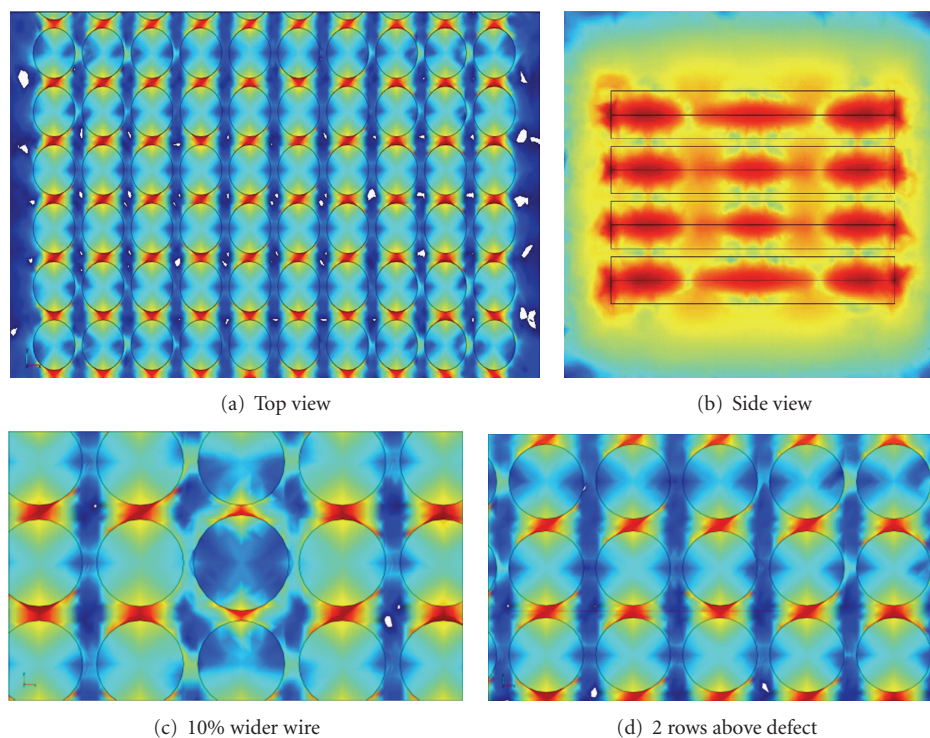 (a) Top view
(b) Side view
(c) 10% wider wire
(d) 2 rows above defect